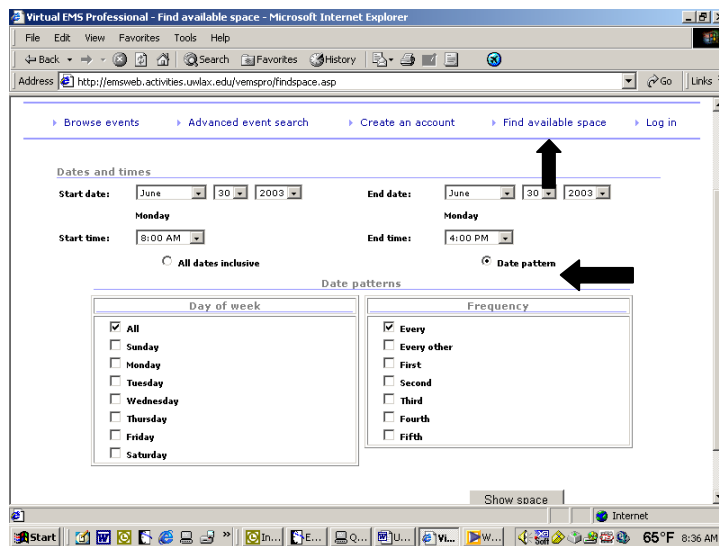 Virtual EMS Professional - Find available space - Microsoft Internet Explorer
File Edit View Favorites Tools Help
Back Search Favorites History
Address http://emsweb.activities.uwlax.edu/vemspro/findspace.asp Go Links
Browse events Advanced event search Create an account Find available space Log in
Dates and times
Start date: June 30 2003 End date: June 30 2003
Monday Monday
Start time: 8:00 AM End time: 4:00 PM
All dates inclusive Date pattern
Date patterns
Day of week Frequency
All Every
Sunday Every other
Monday First
Tuesday Second
Wednesday Third
Thursday Fourth
Friday Fifth
Saturday
Show space
Internet
Start In... E... Q... U... Vi... W... 65°F 8:36 AM